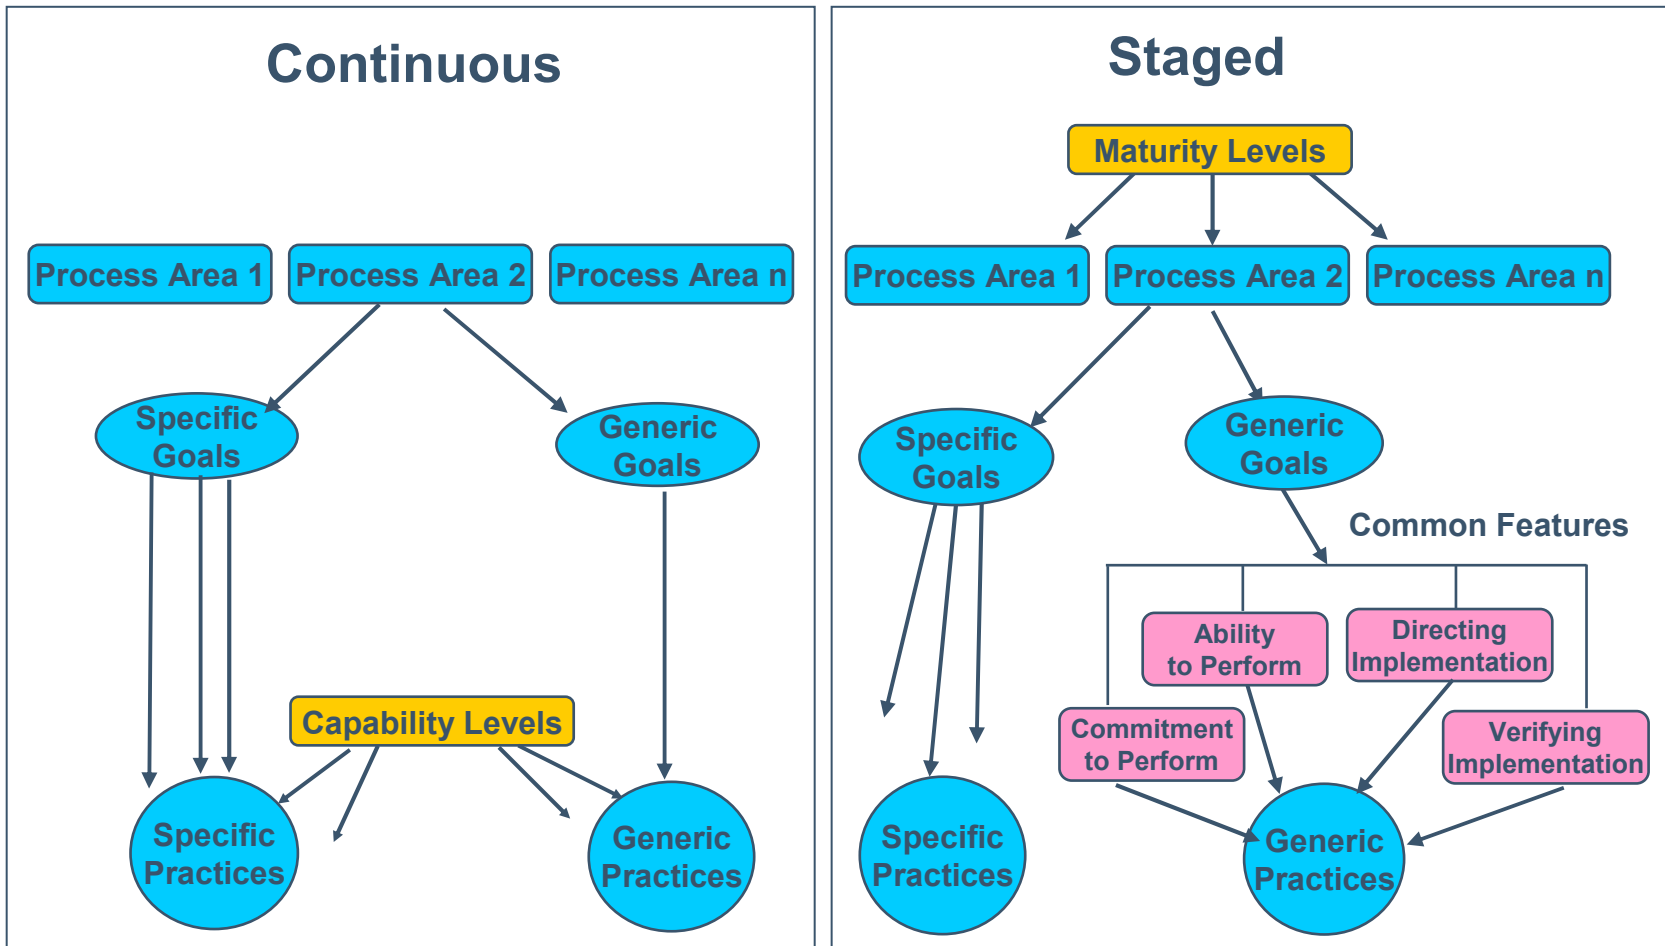 Continuous
Process Area 1
Process Area 2
Process Area n
Specific
Goals
Generic
Goals
Capability Levels
Specific
Practices
Generic
Practices
Staged
Maturity Levels
Process Area 1
Process Area 2
Process Area n
Specific
Goals
Generic
Goals
Common Features
Ability
to Perform
Directing
Implementation
Commitment
to Perform
Verifying
Implementation
Specific
Practices
Generic
Practices